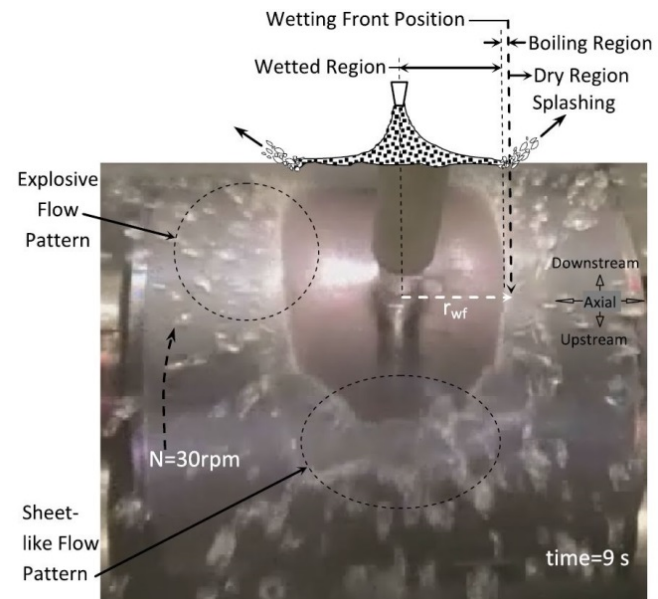 Wetting Front Position
Boiling Region
Wetted Region
Dry Region
Splashing
Explosive
Flow
Pattern
Downstream
Axial
Upstream
r_wf
N=30rpm
Sheet-
like Flow
Pattern
time=9 s